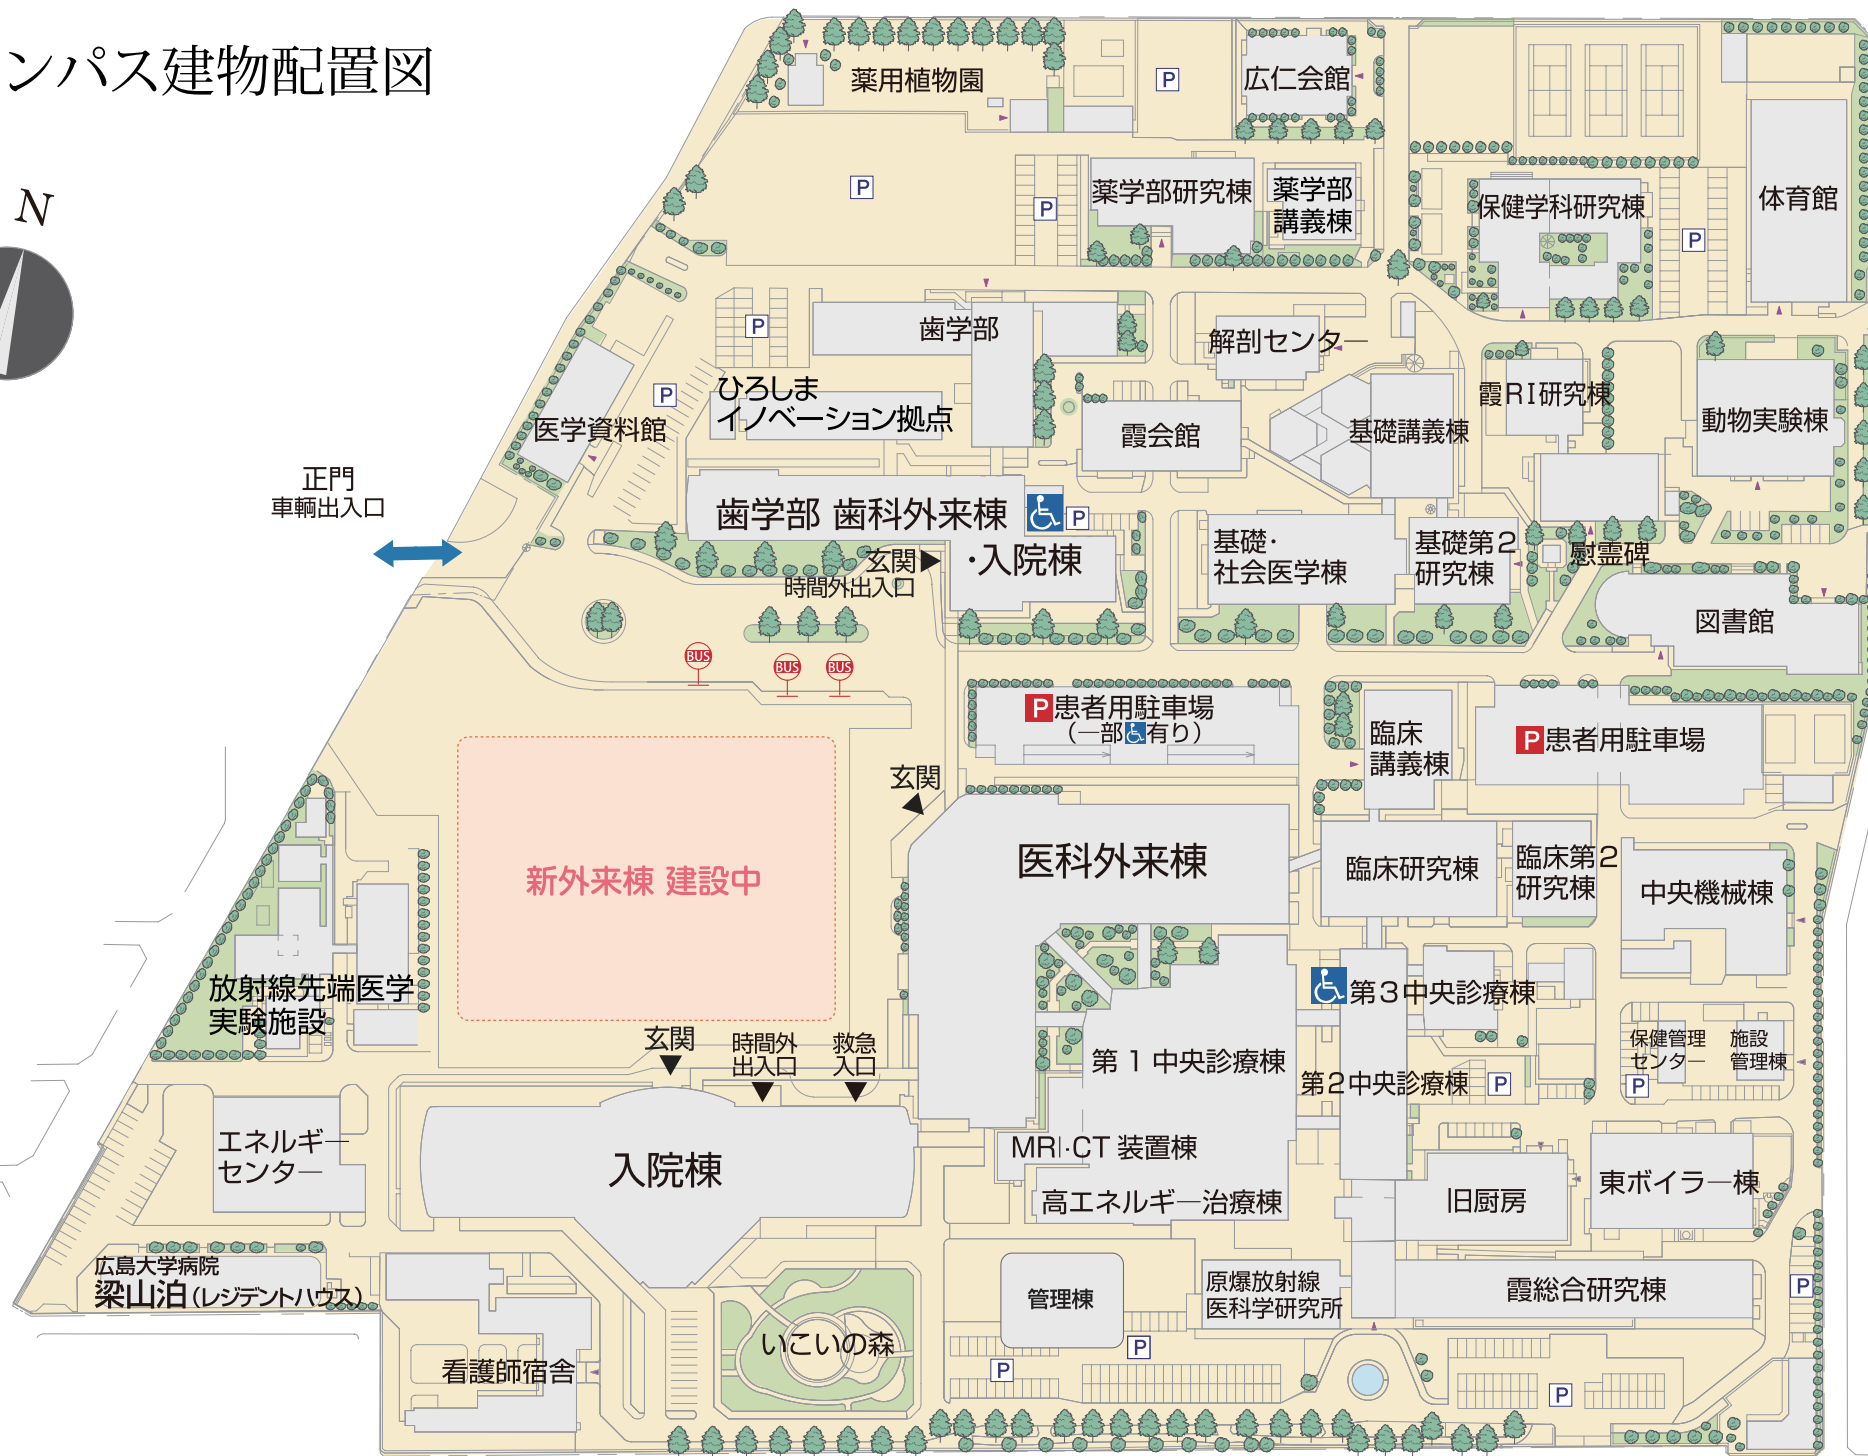 ンパス建物配置図
N
薬用植物園
P
広仁会館
P
薬学部研究棟
薬学部
講義棟
P
保健学科研究棟
P
体育館
P
歯学部
解剖センター
ひろしま
イノベーション拠点
P
医学資料館
霞会館
基礎講義棟
霞RI研究棟
動物実験棟
正門
車輌出入口
歯学部 歯科外来棟
・入院棟
P
玄関
時間外出入口
基礎・
社会医学棟
基礎第2
研究棟
慰霊碑
図書館
BUS
BUS
BUS
P患者用駐車場
(一部有り)
臨床
講義棟
P患者用駐車場
玄関
医科外来棟
新外来棟 建設中
臨床研究棟
臨床第2
研究棟
中央機械棟
放射線先端医学
実験施設
第3中央診療棟
玄関
時間外
出入口
救急
入口
第1中央診療棟
第2中央診療棟
P
保健管理
センター
施設
管理棟
P
エネルギー
センター
入院棟
MRI・CT 装置棟
高エネルギー治療棟
旧厨房
東ボイラー棟
広島大学病院
梁山泊(レジデントハウス)
管理棟
原爆放射線
医科学研究所
霞総合研究棟
P
いこいの森
看護師宿舎
P
P
P